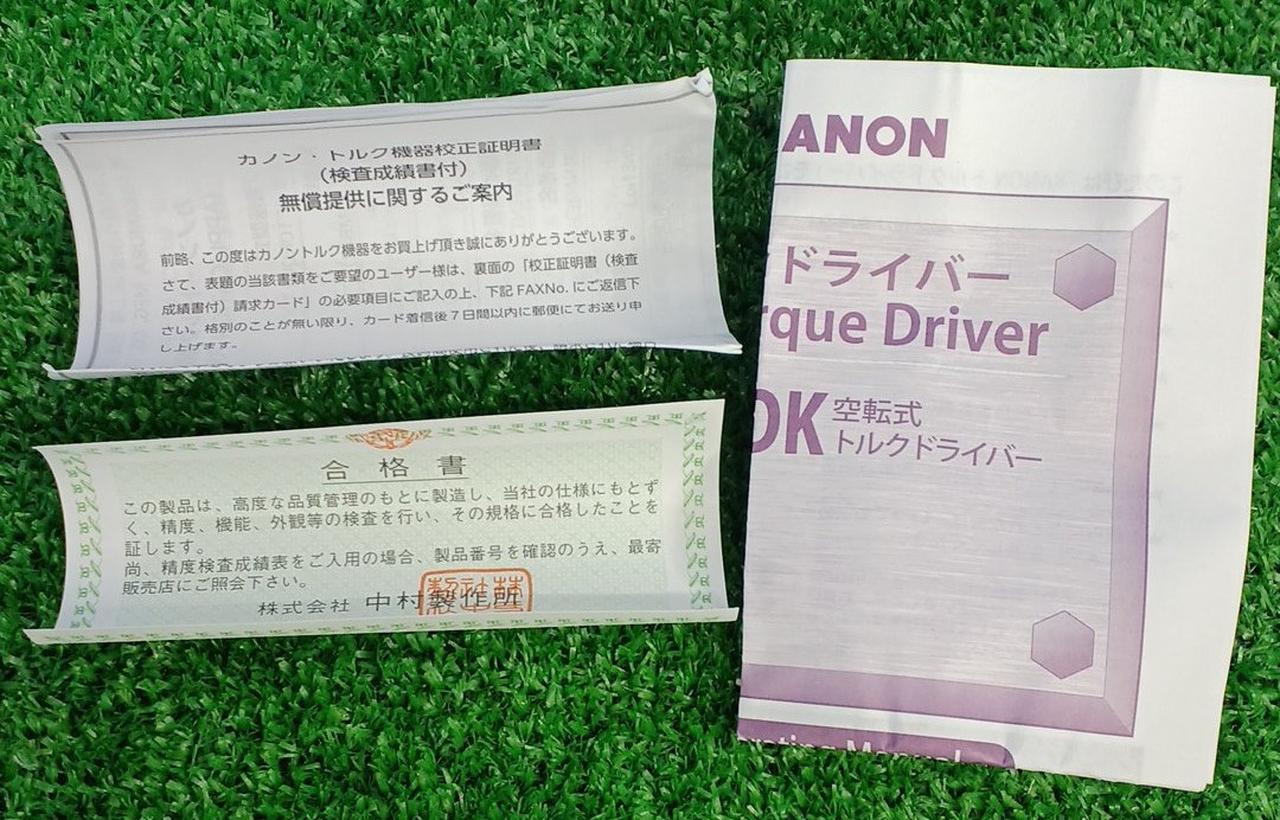 カノン・トルク機器校正証明書
（検査成績書付）
無償提供に関するご案内
前略、この度はカノントルク機器をお買上げ頂き誠にありがとうございます。
さて、表題の当該書類をご要望のユーザー様は、裏面の「校正証明書（検査
成績書付）請求カード」の必要項目にご記入の上、下記 FAXNo. にご返信下
さい。格別のことが無い限り、カード着信後７日間以内に郵便にてお送り申
し上げます。
合格書
この製品は、高度な品質管理のもとに製造し、当社の仕様にもとず
く、精度、機能、外観等の検査を行い、その規格に合格したことを
証します。
尚、精度検査成績表をご入用の場合、製品番号を確認のうえ、最寄
販売店にご照会下さい。
株式会社 中村製作所
ANON
ドライバー
rque Driver
OK 空転式
トルクドライバー
Manual